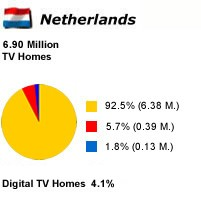 Netherlands
6.90 Million
TV Homes
92.5% (6.38 M.)
5.7% (0.39 M.)
1.8% (0.13 M.)
Digital TV Homes 4.1%